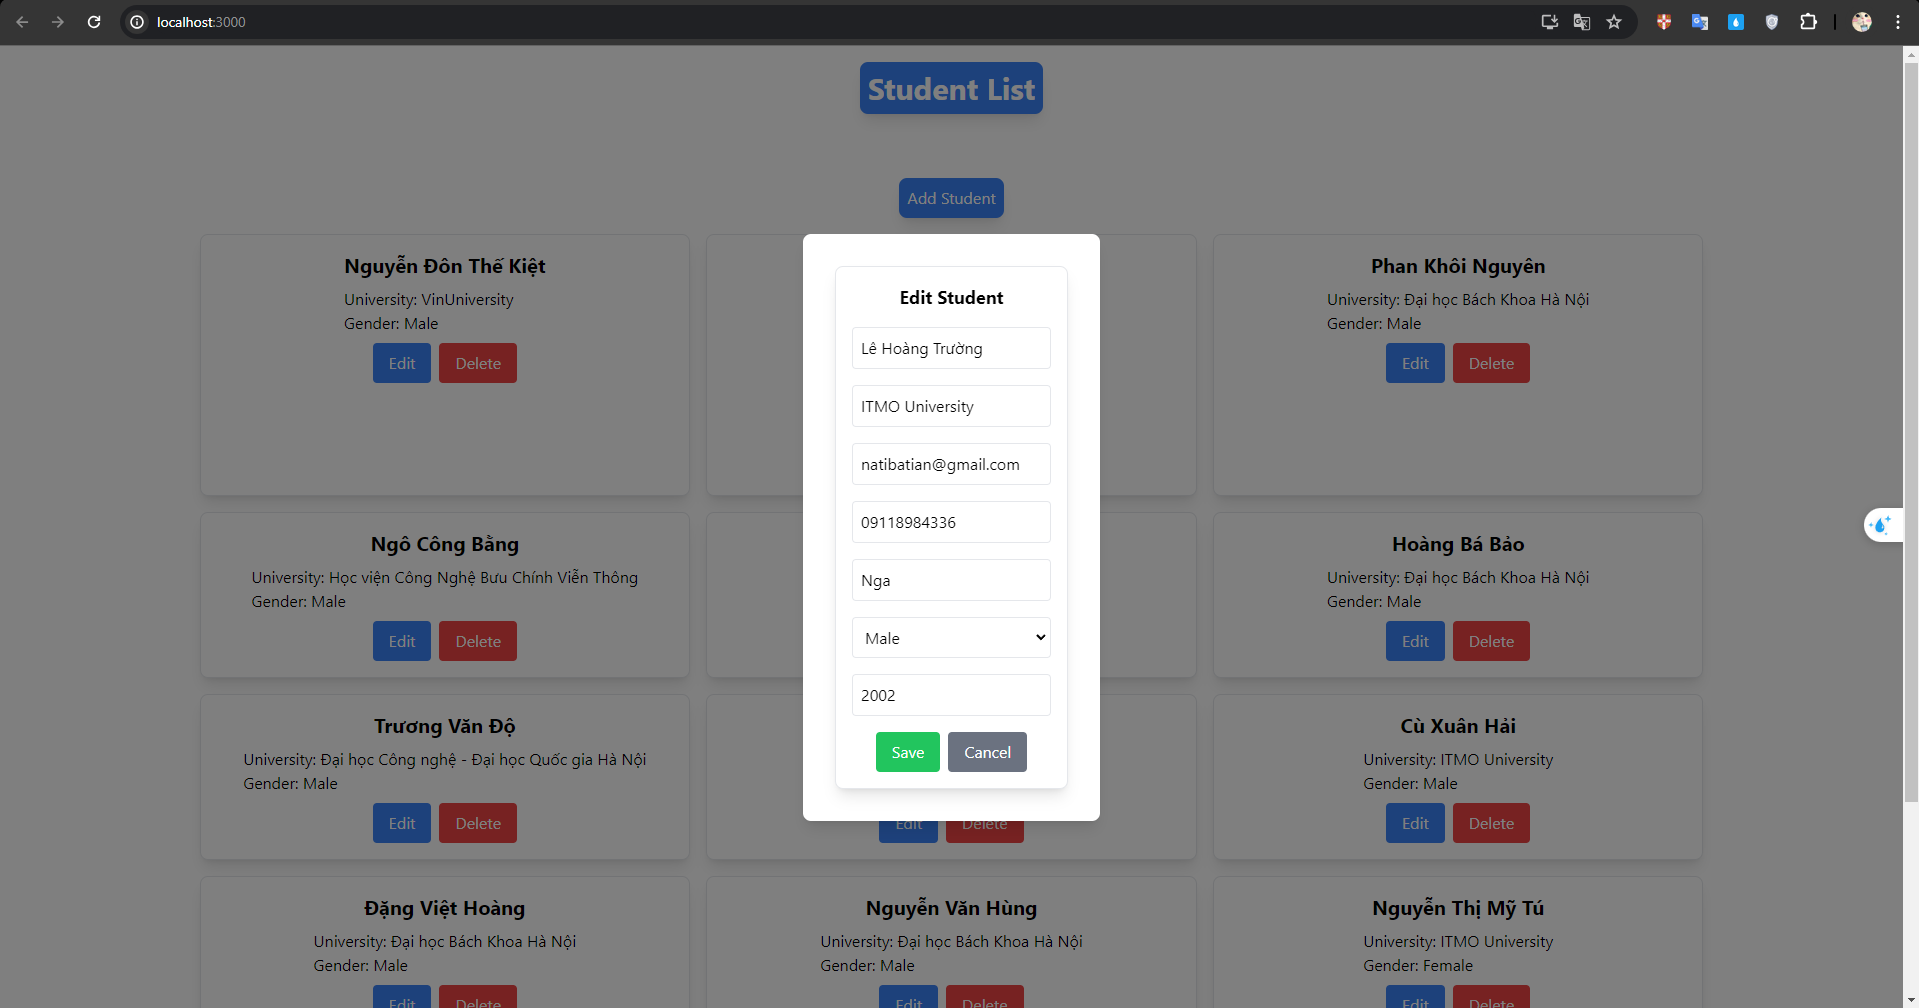 localhost:3000
Student List
Add Student
Nguyễn Đôn Thế Kiệt
University: VinUniversity
Gender: Male
Edit Delete
Phan Khôi Nguyên
University: Đại học Bách Khoa Hà Nội
Gender: Male
Edit Delete
Edit Student
Lê Hoàng Trường
ITMO University
natibatian@gmail.com
09118984336
Nga
Male
2002
Save Cancel
Ngô Công Bằng
University: Học viện Công Nghệ Bưu Chính Viễn Thông
Gender: Male
Edit Delete
Hoàng Bá Bảo
University: Đại học Bách Khoa Hà Nội
Gender: Male
Edit Delete
Trương Văn Độ
University: Đại học Công nghệ - Đại học Quốc gia Hà Nội
Gender: Male
Edit Delete
Edit Delete
Cù Xuân Hải
University: ITMO University
Gender: Male
Edit Delete
Đặng Việt Hoàng
University: Đại học Bách Khoa Hà Nội
Gender: Male
Edit Delete
Nguyễn Văn Hùng
University: Đại học Bách Khoa Hà Nội
Gender: Male
Edit Delete
Nguyễn Thị Mỹ Tú
University: ITMO University
Gender: Female
Edit Delete